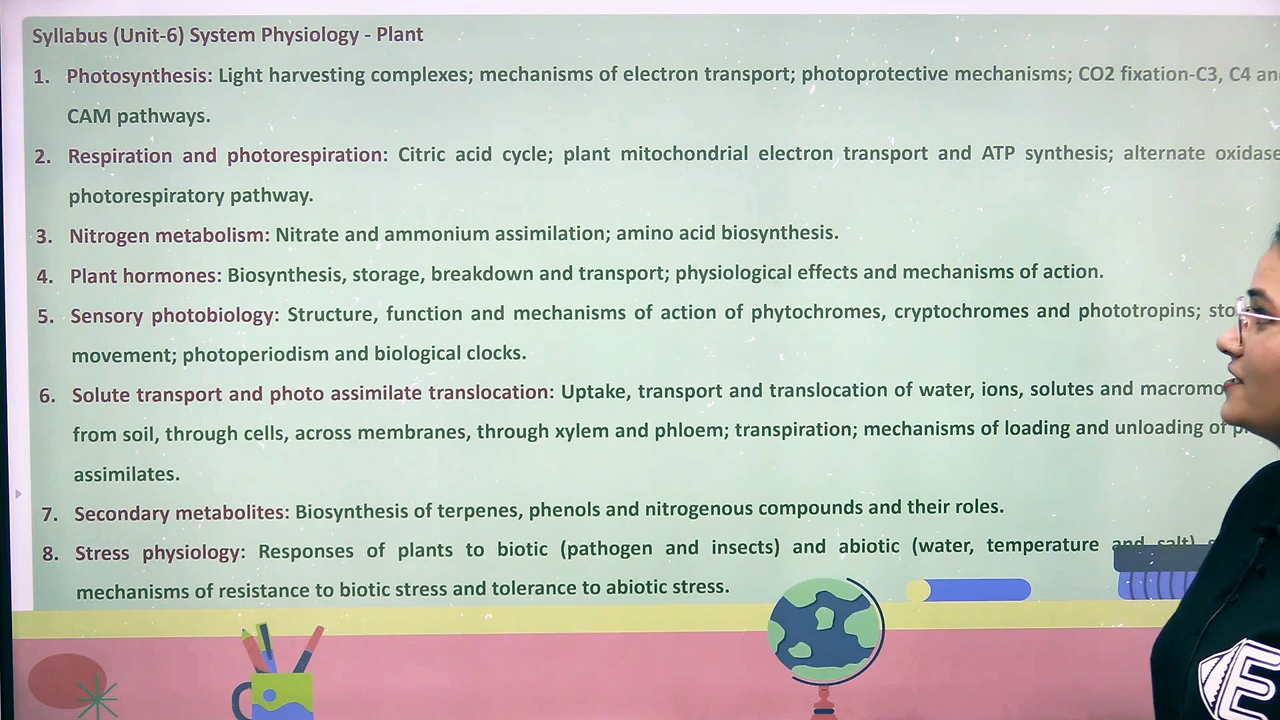 Syllabus (Unit-6) System Physiology - Plant
1. Photosynthesis: Light harvesting complexes; mechanisms of electron transport; photoprotective mechanisms; CO2 fixation-C3, C4 an
CAM pathways.
2. Respiration and photorespiration: Citric acid cycle; plant mitochondrial electron transport and ATP synthesis; alternate oxidase
photorespiratory pathway.
3. Nitrogen metabolism: Nitrate and ammonium assimilation; amino acid biosynthesis.
4. Plant hormones: Biosynthesis, storage, breakdown and transport; physiological effects and mechanisms of action.
5. Sensory photobiology: Structure, function and mechanisms of action of phytochromes, cryptochromes and phototropins; sto
movement; photoperiodism and biological clocks.
6. Solute transport and photo assimilate translocation: Uptake, transport and translocation of water, ions, solutes and macromo
from soil, through cells, across membranes, through xylem and phloem; transpiration; mechanisms of loading and unloading of p
assimilates.
7. Secondary metabolites: Biosynthesis of terpenes, phenols and nitrogenous compounds and their roles.
8. Stress physiology: Responses of plants to biotic (pathogen and insects) and abiotic (water, temperature and salt)
mechanisms of resistance to biotic stress and tolerance to abiotic stress.
E